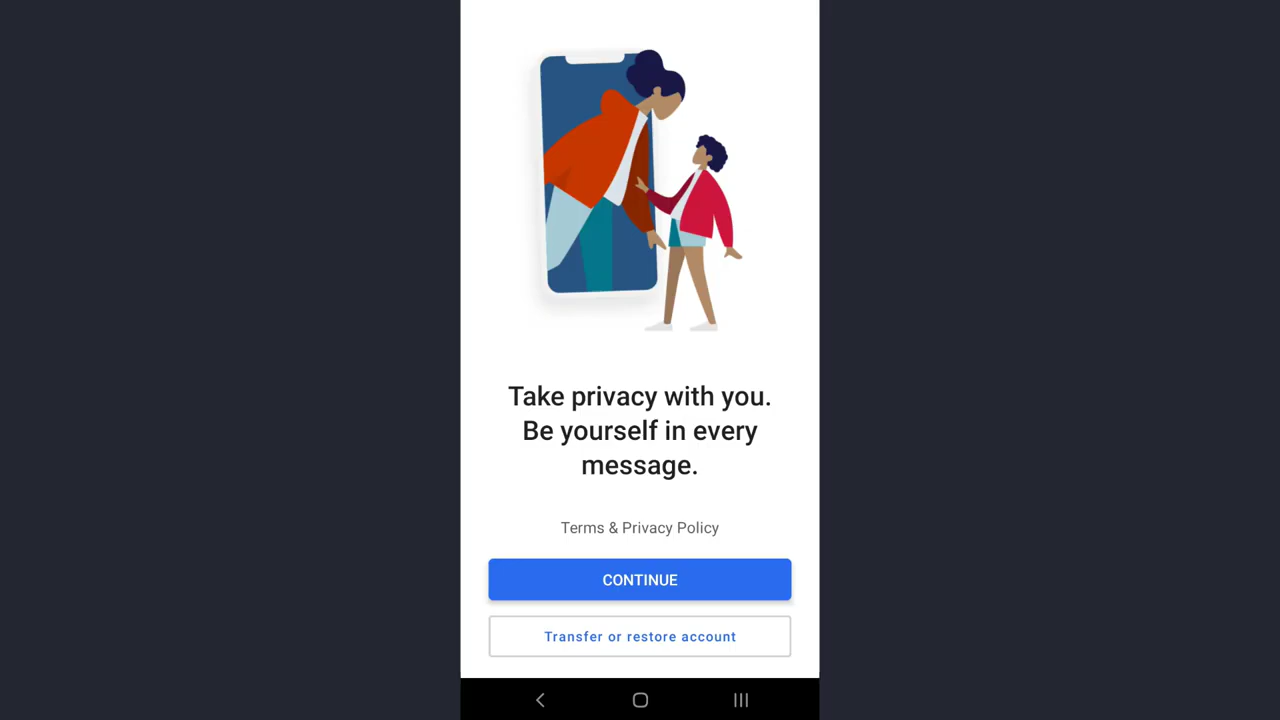 Take privacy with you.
Be yourself in every
message.
Terms & Privacy Policy
CONTINUE
Transfer or restore account